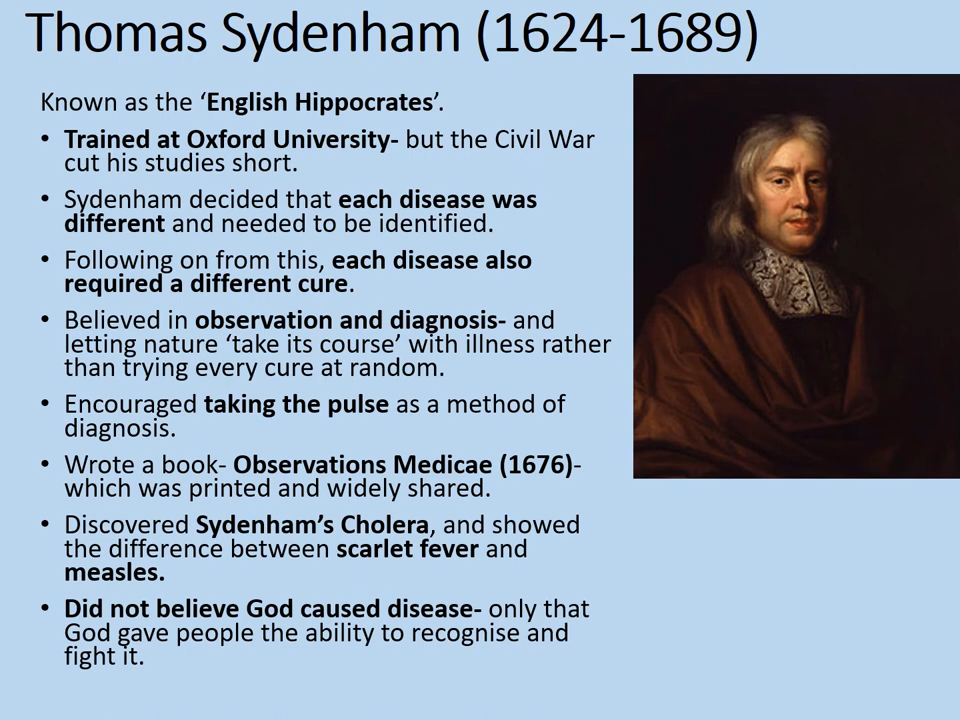 Thomas Sydenham (1624-1689)
Known as the ‘English Hippocrates’.
• Trained at Oxford University- but the Civil War
cut his studies short.
• Sydenham decided that each disease was
different and needed to be identified.
• Following on from this, each disease also
required a different cure.
• Believed in observation and diagnosis- and
letting nature ‘take its course’ with illness rather
than trying every cure at random.
• Encouraged taking the pulse as a method of
diagnosis.
• Wrote a book- Observations Medicae (1676)-
which was printed and widely shared.
• Discovered Sydenham’s Cholera, and showed
the difference between scarlet fever and
measles.
• Did not believe God caused disease- only that
God gave people the ability to recognise and
fight it.